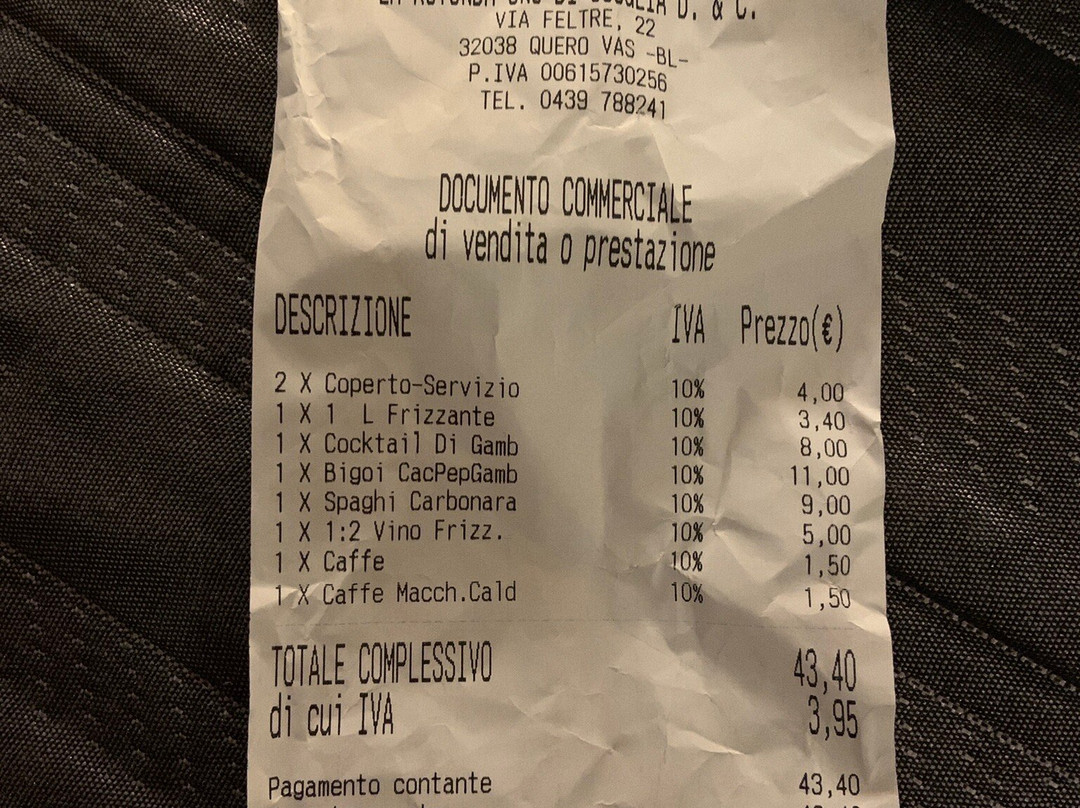 LA ROTONDA SNC DI D. & C.
VIA FELTRE, 22
32038 QUERO VAS -BL-
P.IVA 00615730256
TEL. 0439 788241
DOCUMENTO COMMERCIALE
di vendita o prestazione
DESCRIZIONE IVA Prezzo(€)
2 X Coperto-Servizio 10% 4,00
1 X 1 L Frizzante 10% 3,40
1 X Cocktail Di Gamb 10% 8,00
1 X Bigoi CacPepGamb 10% 11,00
1 X Spaghi Carbonara 10% 9,00
1 X 1:2 Vino Frizz. 10% 5,00
1 X Caffe 10% 1,50
1 X Caffe Macch.Cald 10% 1,50
TOTALE COMPLESSIVO 43,40
di cui IVA 3,95
Pagamento contante 43,40